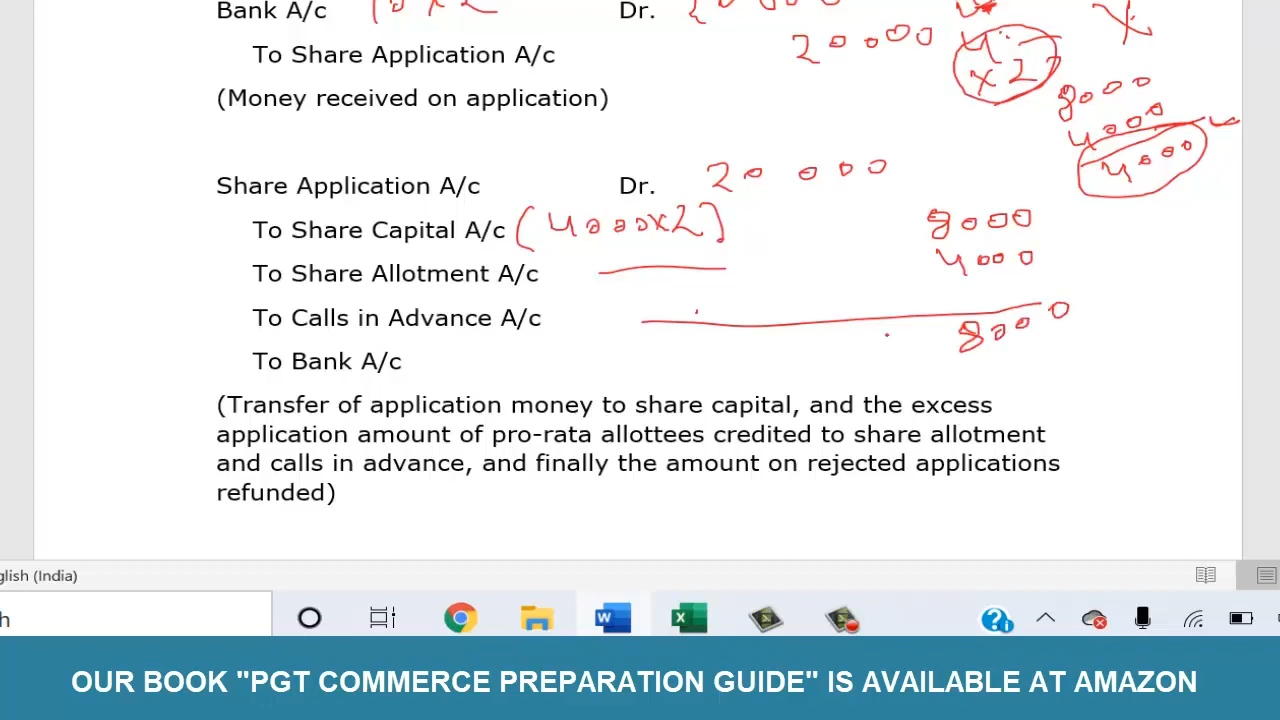 Bank A/c Dr.
20000
x2
To Share Application A/c
8000
4000
4000
(Money received on application)
Share Application A/c Dr. 20000
To Share Capital A/c (4000x2) 8000
To Share Allotment A/c 4000
To Calls in Advance A/c 8000
To Bank A/c
(Transfer of application money to share capital, and the excess
application amount of pro-rata allottees credited to share allotment
and calls in advance, and finally the amount on rejected applications
refunded)
glish (India)
h
OUR BOOK "PGT COMMERCE PREPARATION GUIDE" IS AVAILABLE AT AMAZON